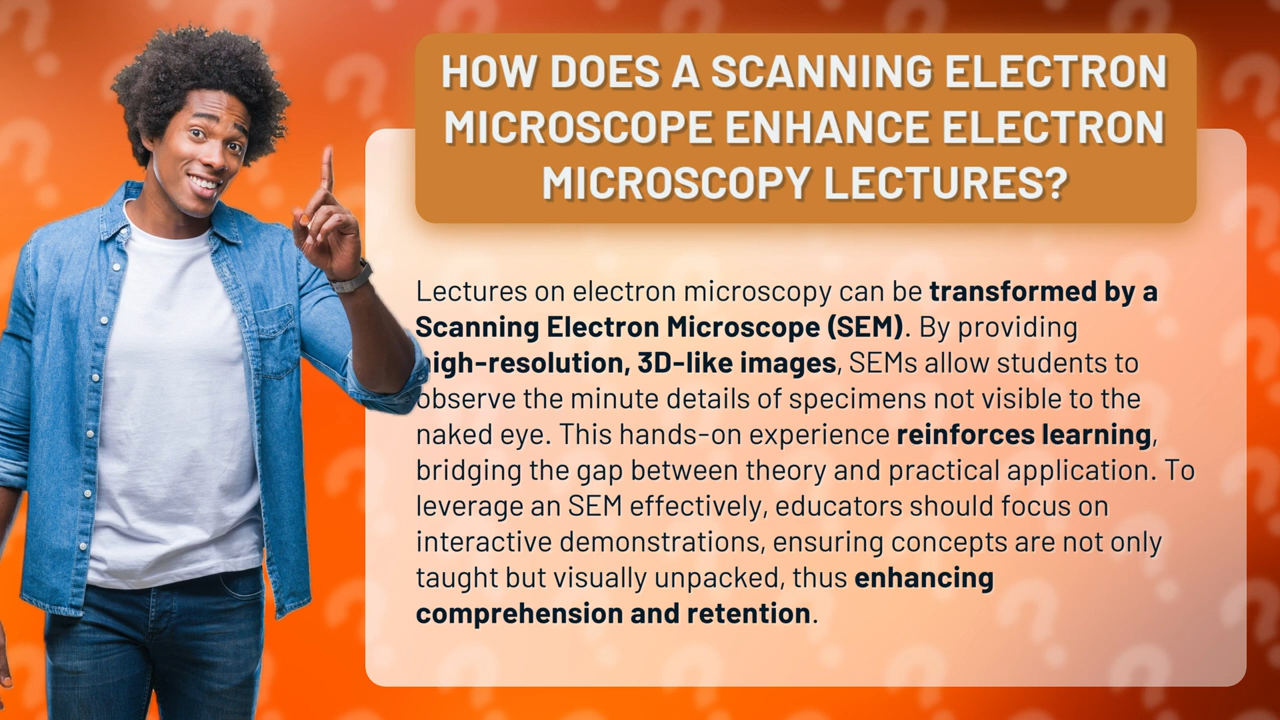 HOW DOES A SCANNING ELECTRON
MICROSCOPE ENHANCE ELECTRON
MICROSCOPY LECTURES?
Lectures on electron microscopy can be transformed by a
Scanning Electron Microscope (SEM). By providing
high-resolution, 3D-like images, SEMs allow students to
observe the minute details of specimens not visible to the
naked eye. This hands-on experience reinforces learning,
bridging the gap between theory and practical application. To
leverage an SEM effectively, educators should focus on
interactive demonstrations, ensuring concepts are not only
taught but visually unpacked, thus enhancing
comprehension and retention.